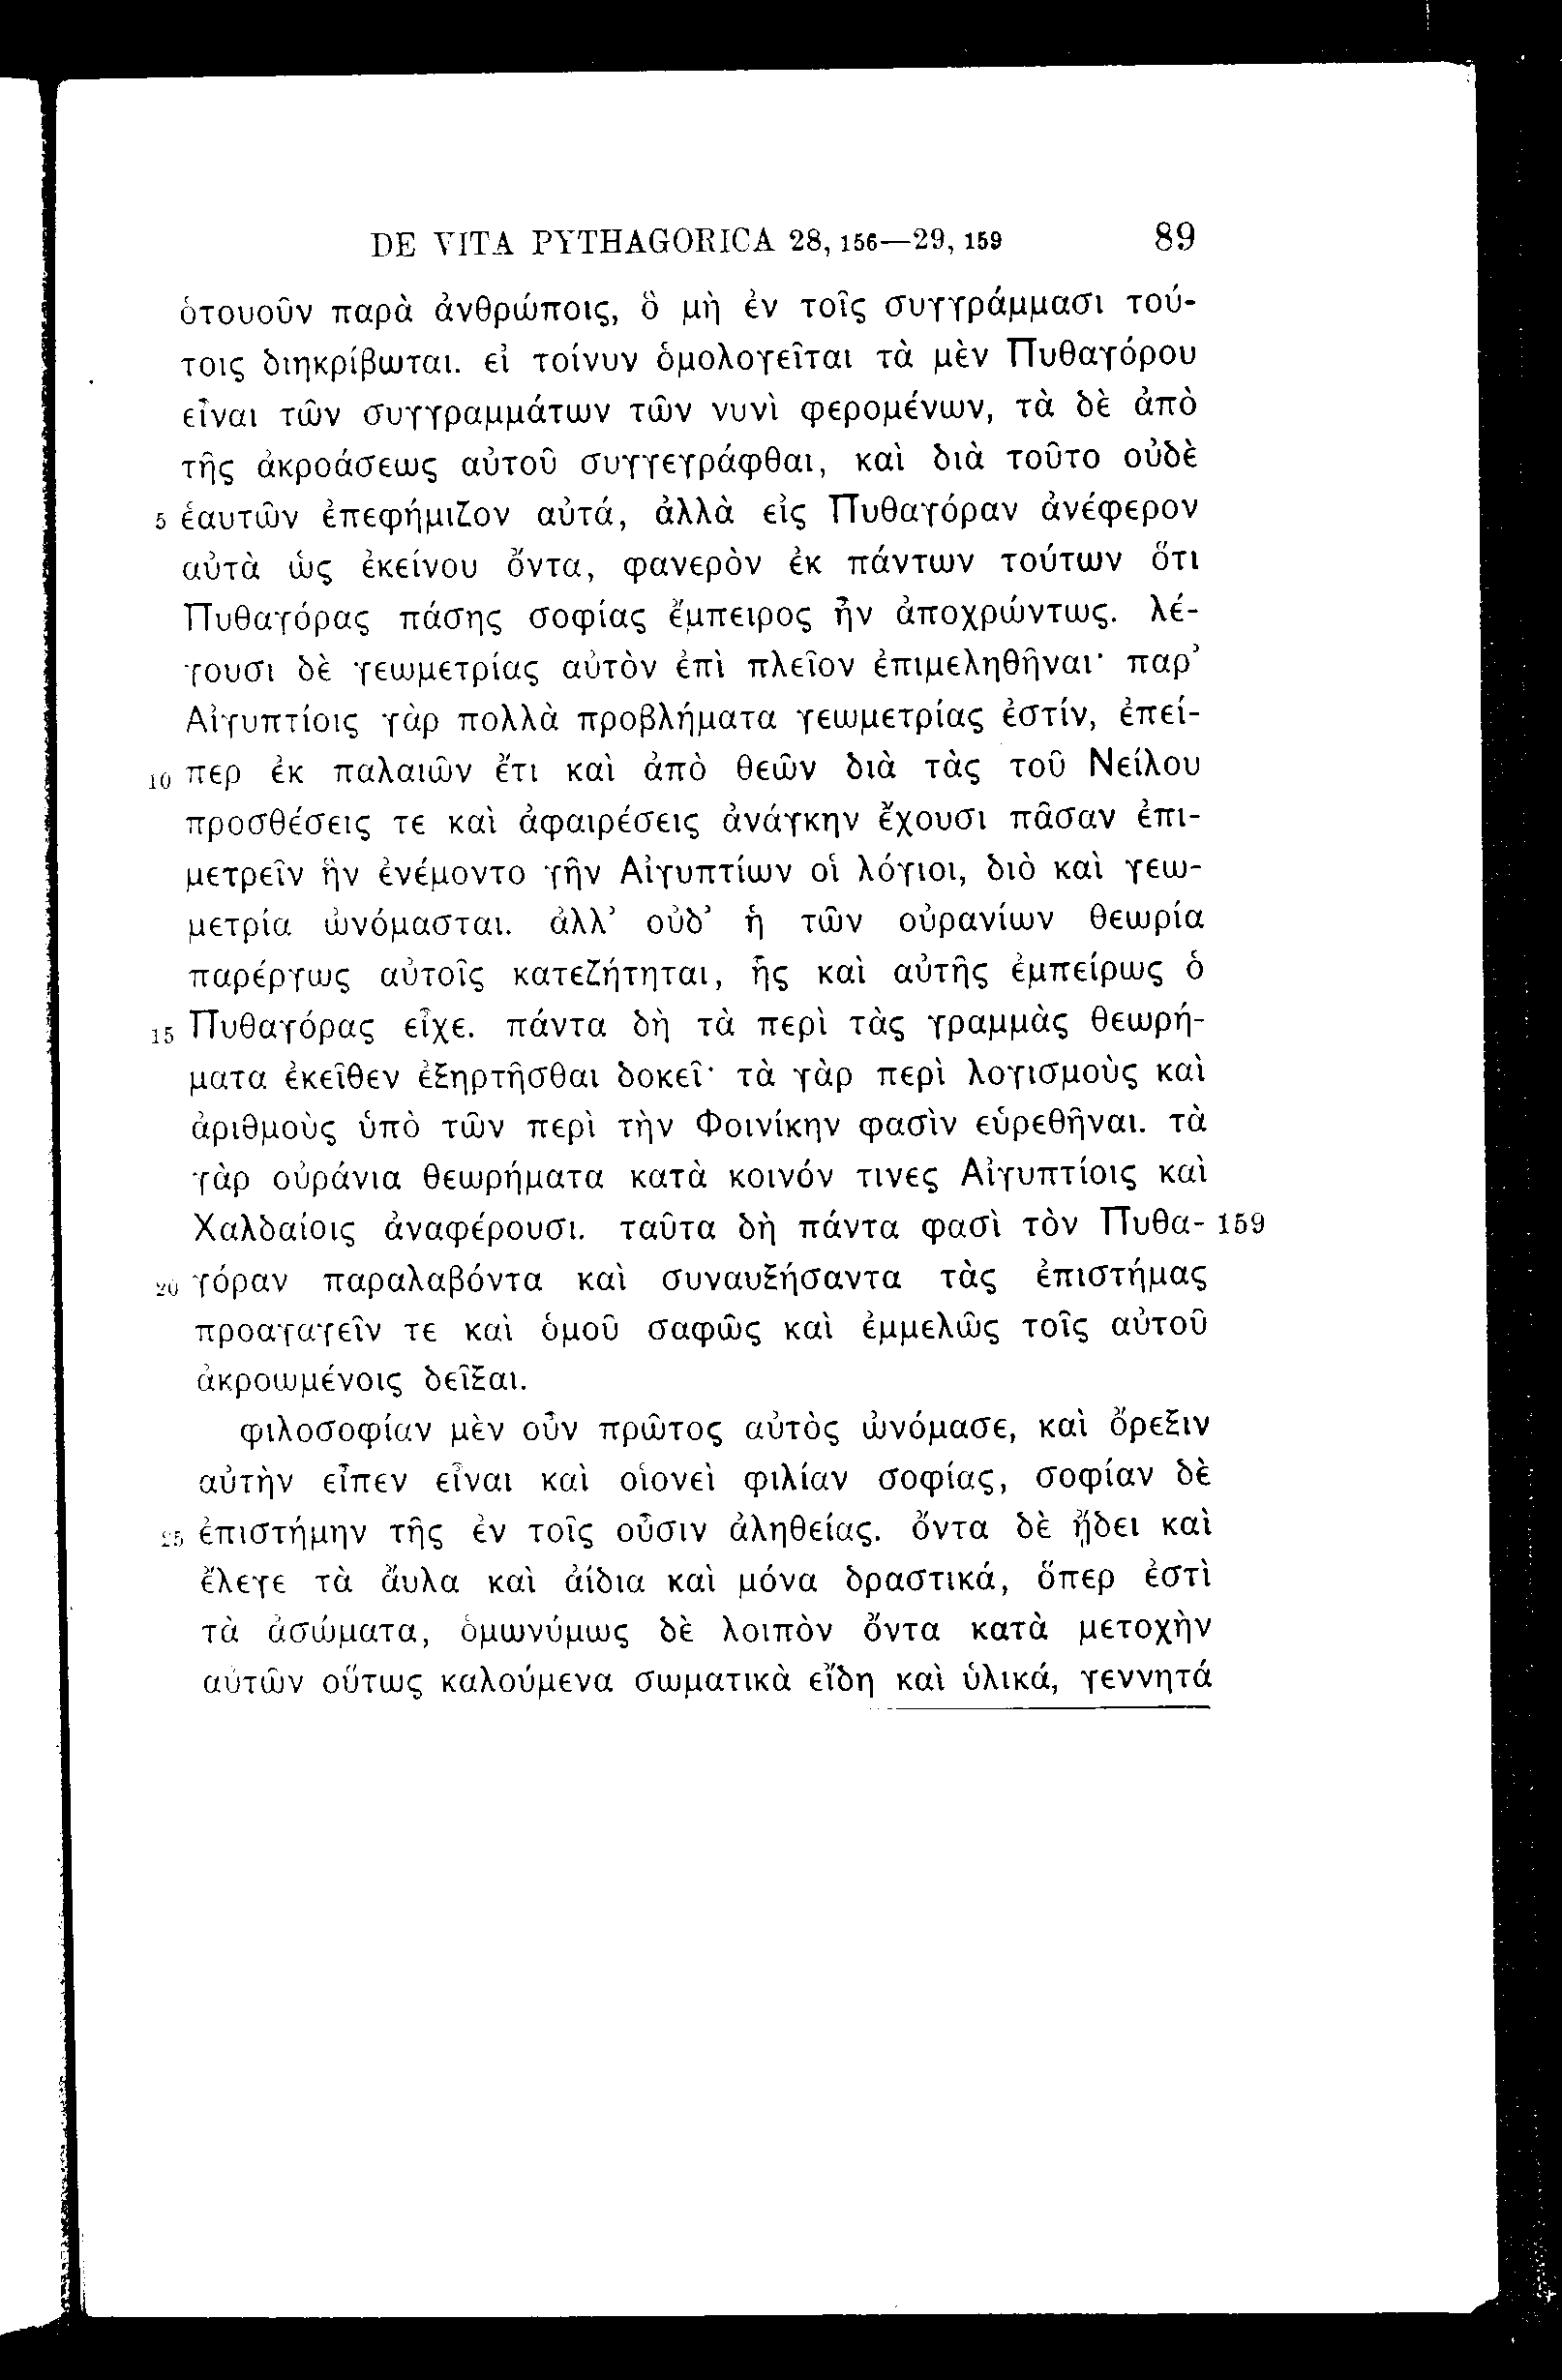 DE VITA PYTHAGORICA 28, 156—29, 159 89
ὁτουοῦν παρὰ ἀνθρώποις, ὃ μὴ ἐν τοῖς συγγράμμασι τού-
τοις διηκρίβωται. εἰ τοίνυν ὁμολογεῖται τὰ μὲν Πυθαγόρου
εἶναι τῶν συγγραμμάτων τῶν νυνὶ φερομένων, τὰ δὲ ἀπὸ
τῆς ἀκροάσεως αὐτοῦ συγγεγράφθαι, καὶ διὰ τοῦτο οὐδὲ
5 ἑαυτῶν ἐπεφήμιζον αὐτά, ἀλλὰ εἰς Πυθαγόραν ἀνέφερον
αὐτὰ ὡς ἐκείνου ὄντα, φανερὸν ἐκ πάντων τούτων ὅτι
Πυθαγόρας πάσης σοφίας ἔμπειρος ἦν ἀποχρώντως. λέ-
γουσι δὲ γεωμετρίας αὐτὸν ἐπὶ πλεῖον ἐπιμεληθῆναι· παρ’
Αἰγυπτίοις γὰρ πολλὰ προβλήματα γεωμετρίας ἐστίν, ἐπεί-
10 περ ἐκ παλαιῶν ἔτι καὶ ἀπὸ θεῶν διὰ τὰς τοῦ Νείλου
προσθέσεις τε καὶ ἀφαιρέσεις ἀνάγκην ἔχουσι πᾶσαν ἐπι-
μετρεῖν ἣν ἐνέμοντο γῆν Αἰγυπτίων οἱ λόγιοι, διὸ καὶ γεω-
μετρία ὠνόμασται. ἀλλ’ οὐδ’ ἡ τῶν οὐρανίων θεωρία
παρέργως αὐτοῖς κατεζήτηται, ἧς καὶ αὐτῆς ἐμπείρως ὁ
15 Πυθαγόρας εἶχε. πάντα δὴ τὰ περὶ τὰς γραμμὰς θεωρή-
ματα ἐκεῖθεν ἐξηρτῆσθαι δοκεῖ· τὰ γὰρ περὶ λογισμοὺς καὶ
ἀριθμοὺς ὑπὸ τῶν περὶ τὴν Φοινίκην φασὶν εὑρεθῆναι. τὰ
γὰρ οὐράνια θεωρήματα κατὰ κοινόν τινες Αἰγυπτίοις καὶ
Χαλδαίοις ἀναφέρουσι. ταῦτα δὴ πάντα φασὶ τὸν Πυθα- 159
20 γόραν παραλαβόντα καὶ συναυξήσαντα τὰς ἐπιστήμας
προαγαγεῖν τε καὶ ὁμοῦ σαφῶς καὶ ἐμμελῶς τοῖς αὐτοῦ
ἀκροωμένοις δεῖξαι.
φιλοσοφίαν μὲν οὖν πρῶτος αὐτὸς ὠνόμασε, καὶ ὄρεξιν
αὐτὴν εἶπεν εἶναι καὶ οἱονεὶ φιλίαν σοφίας, σοφίαν δὲ
25 ἐπιστήμην τῆς ἐν τοῖς οὖσιν ἀληθείας. ὄντα δὲ ᾔδει καὶ
ἔλεγε τὰ ἄυλα καὶ ἀίδια καὶ μόνα δραστικά, ὅπερ ἐστὶ
τὰ ἀσώματα, ὁμωνύμως δὲ λοιπὸν ὄντα κατὰ μετοχὴν
αὐτῶν οὕτως καλούμενα σωματικὰ εἴδη καὶ ὑλικά, γεννητά